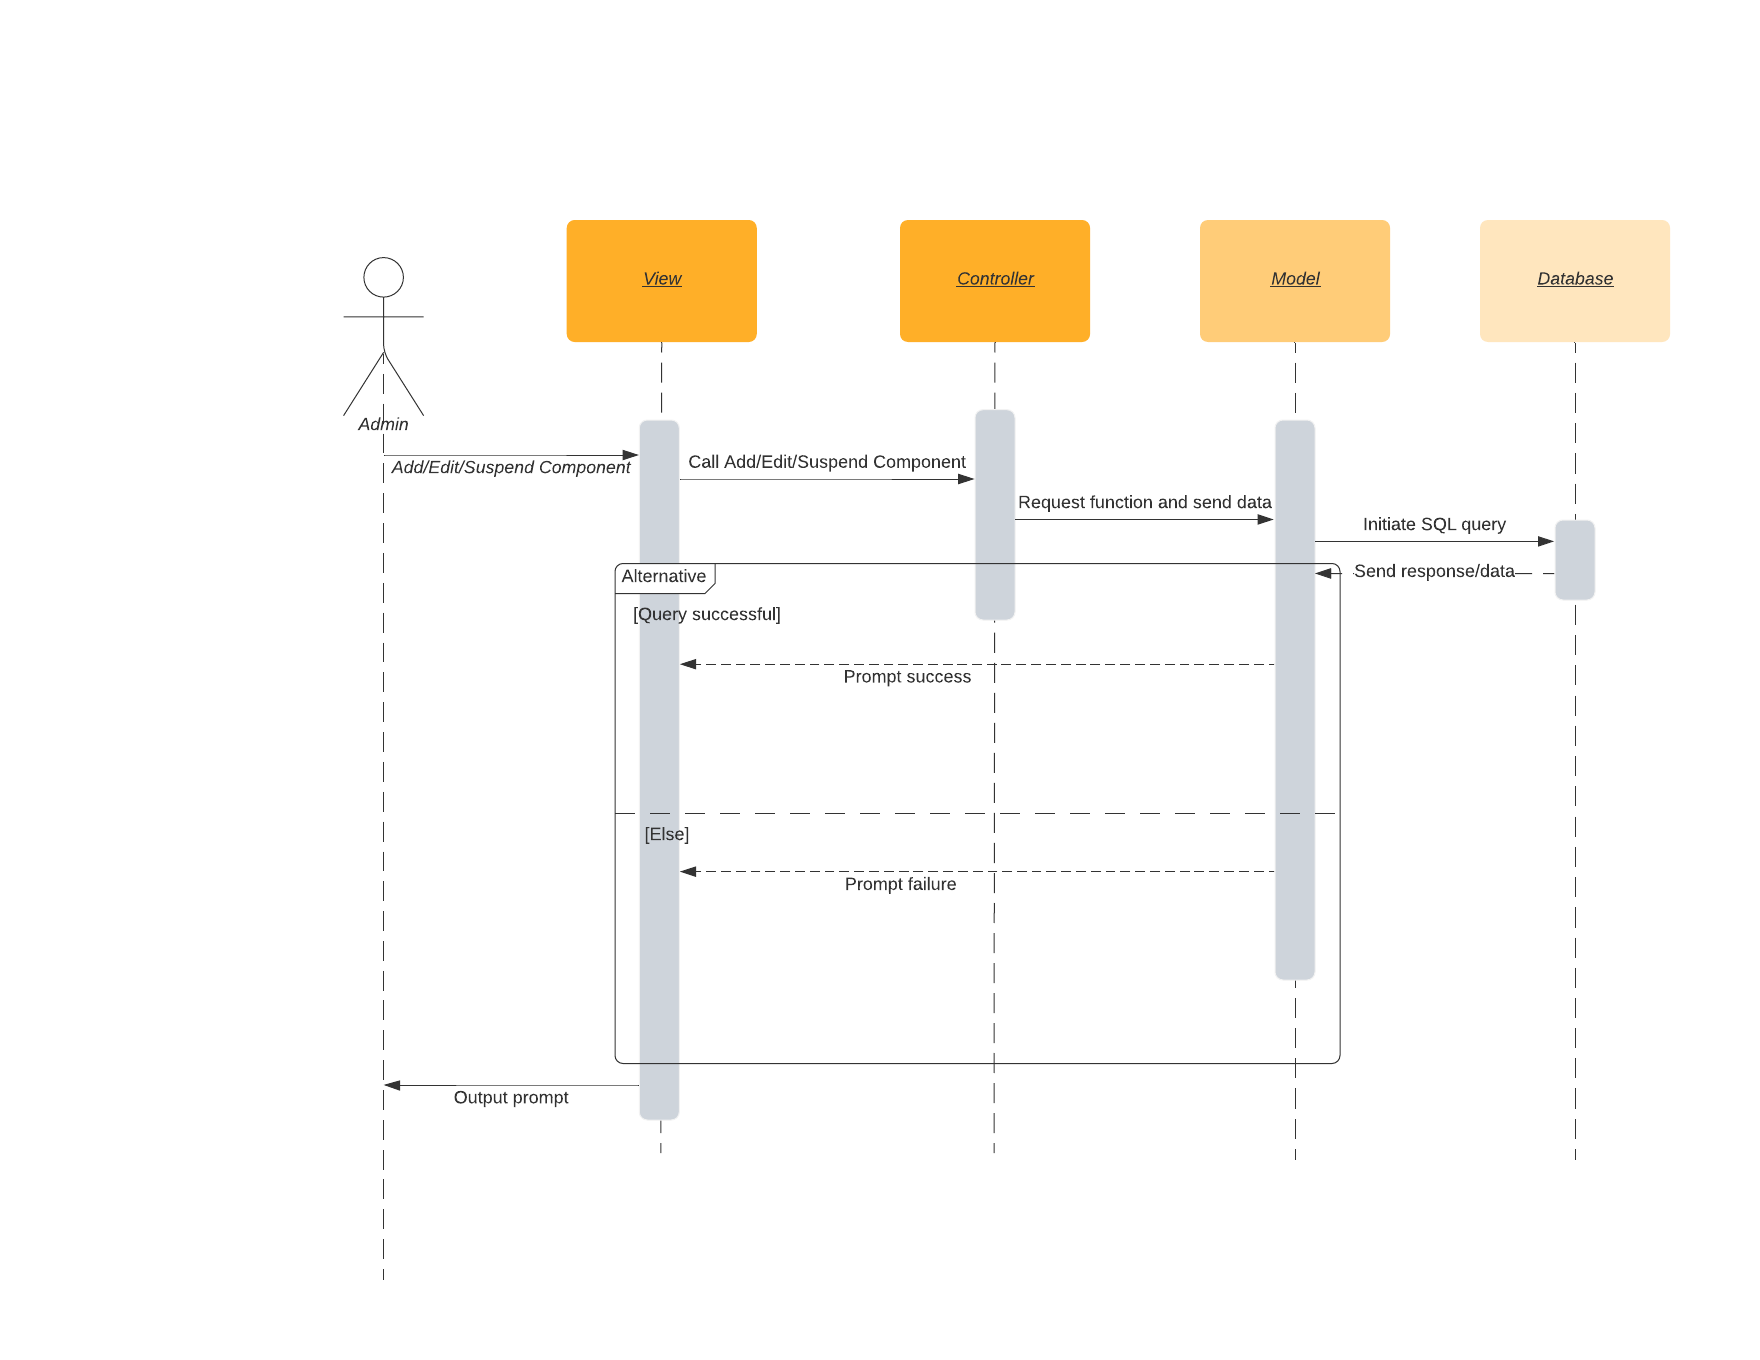 View
Controller
Model
Database
Admin
Add/Edit/Suspend Component
Call Add/Edit/Suspend Component
Request function and send data
Initiate SQL query
Send response/data
Alternative
[Query successful]
Prompt success
[Else]
Prompt failure
Output prompt